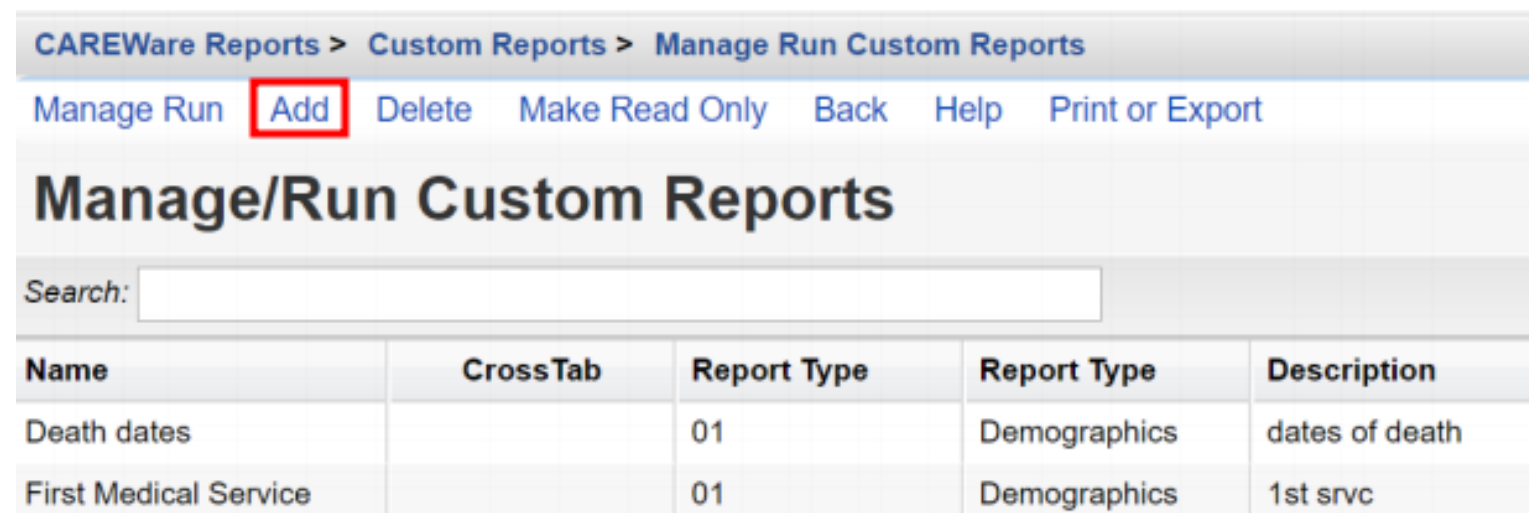 CAREWare Reports > Custom Reports > Manage Run Custom Reports
Manage Run Add Delete Make Read Only Back Help Print or Export
Manage/Run Custom Reports
Search:
Name CrossTab Report Type Report Type Description
Death dates 01 Demographics dates of death
First Medical Service 01 Demographics 1st srvc